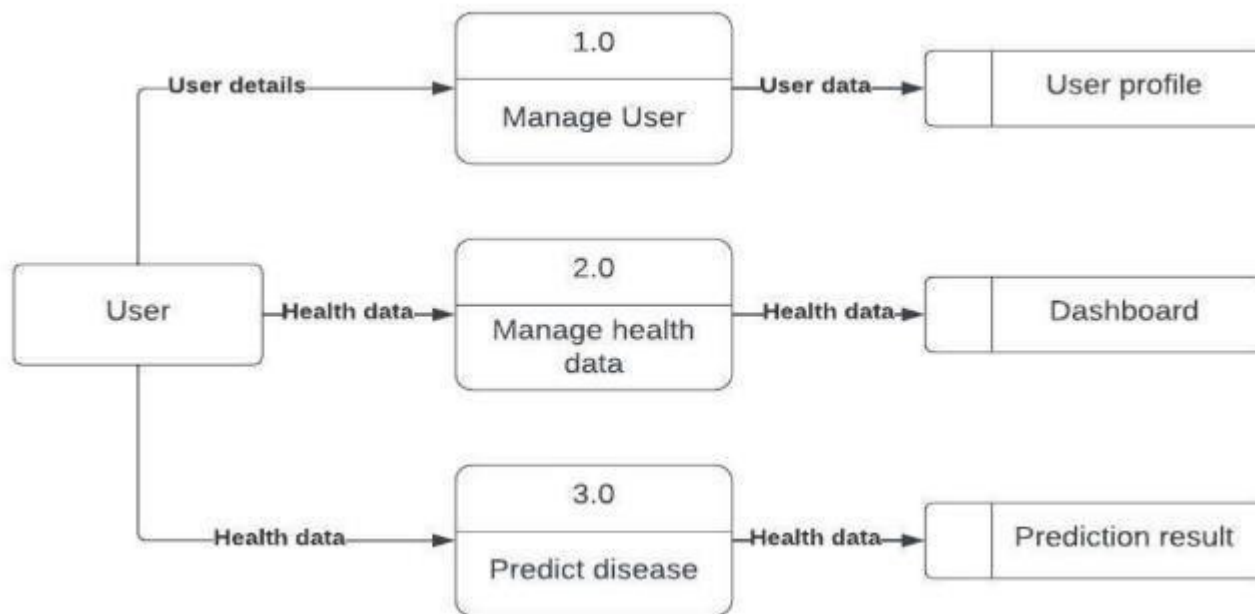 1.0
User details
Manage User
User data
User profile
2.0
User
Health data
Manage health
data
Health data
Dashboard
3.0
Health data
Predict disease
Health data
Prediction result